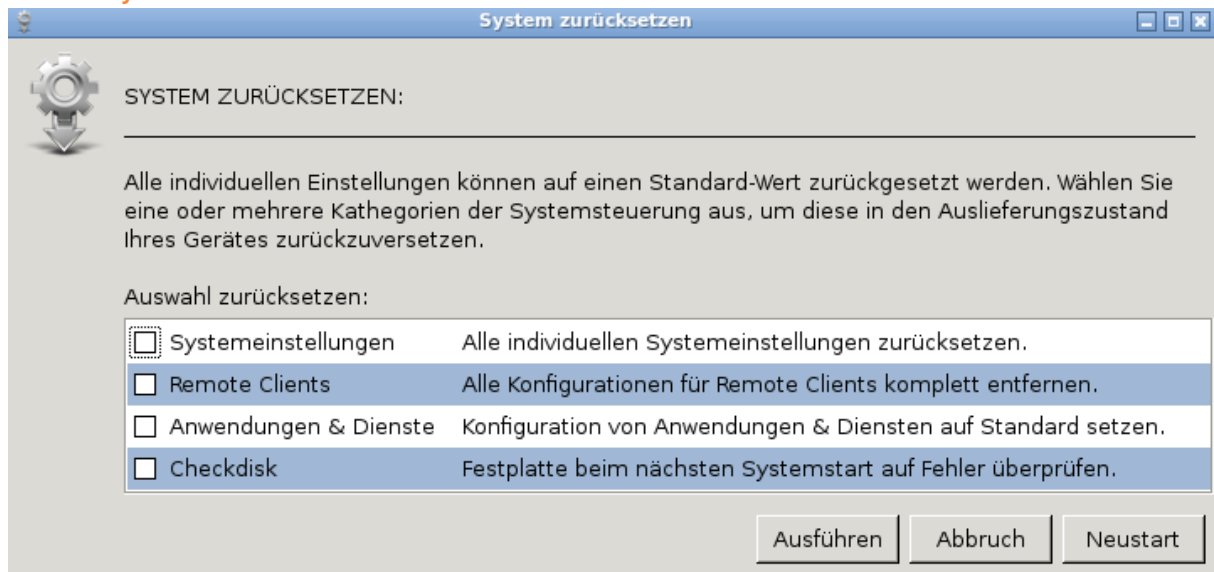 System zurücksetzen
SYSTEM ZURÜCKSETZEN:
Alle individuellen Einstellungen können auf einen Standard-Wert zurückgesetzt werden. Wählen Sie
eine oder mehrere Kathegorien der Systemsteuerung aus, um diese in den Auslieferungszustand
Ihres Gerätes zurückzuversetzen.
Auswahl zurücksetzen:
Systemeinstellungen Alle individuellen Systemeinstellungen zurücksetzen.
Remote Clients Alle Konfigurationen für Remote Clients komplett entfernen.
Anwendungen & Dienste Konfiguration von Anwendungen & Diensten auf Standard setzen.
Checkdisk Festplatte beim nächsten Systemstart auf Fehler überprüfen.
Ausführen Abbruch Neustart